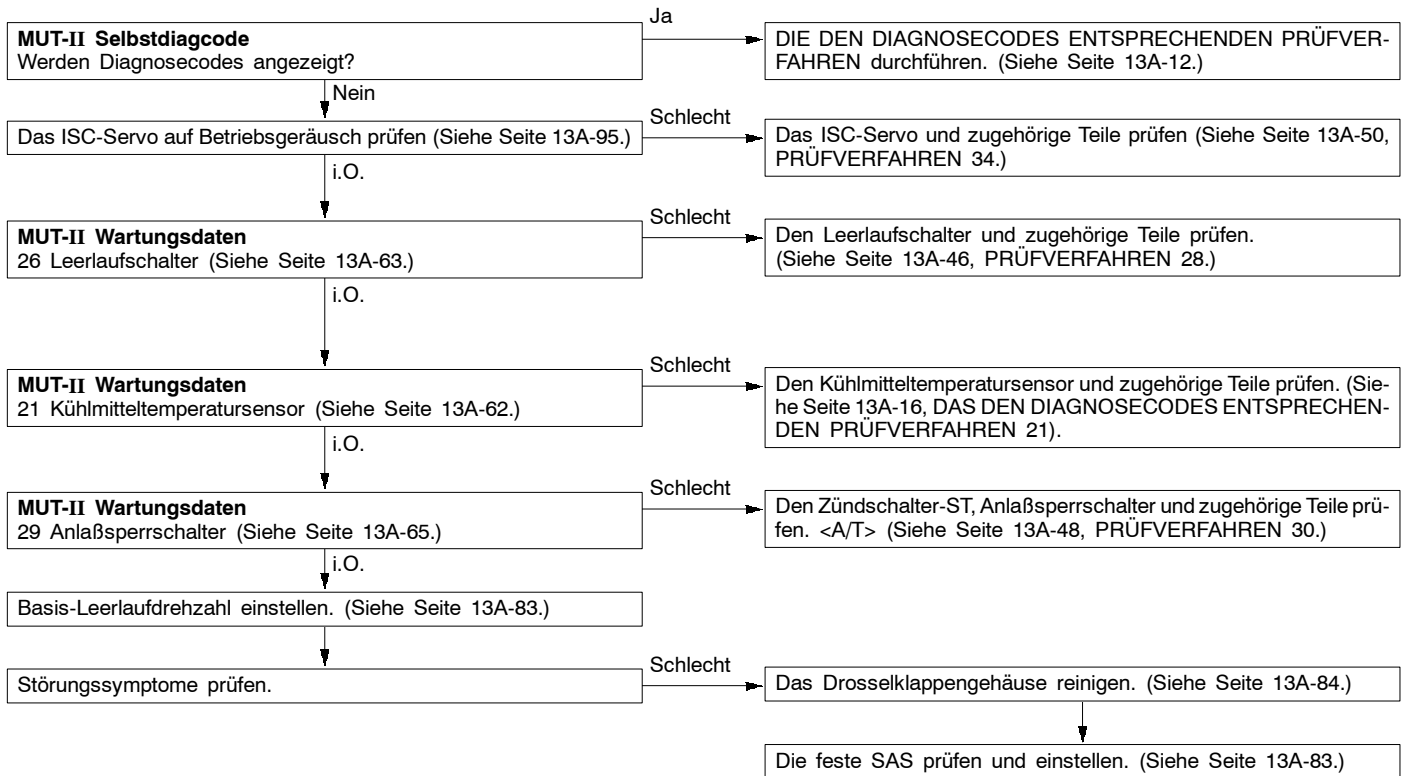 MUT-II Selbstdiagcode
Werden Diagnosecodes angezeigt?
Ja
DIE DEN DIAGNOSECODES ENTSPRECHENDEN PRÜFVER-
FAHREN durchführen. (Siehe Seite 13A-12.)
Nein
Das ISC-Servo auf Betriebsgeräusch prüfen (Siehe Seite 13A-95.)
Schlecht
Das ISC-Servo und zugehörige Teile prüfen (Siehe Seite 13A-50,
PRÜFVERFAHREN 34.)
i.O.
MUT-II Wartungsdaten
26 Leerlaufschalter (Siehe Seite 13A-63.)
Schlecht
Den Leerlaufschalter und zugehörige Teile prüfen.
(Siehe Seite 13A-46, PRÜFVERFAHREN 28.)
i.O.
MUT-II Wartungsdaten
21 Kühlmitteltemperatursensor (Siehe Seite 13A-62.)
Schlecht
Den Kühlmitteltemperatursensor und zugehörige Teile prüfen. (Sie-
he Seite 13A-16, DAS DEN DIAGNOSECODES ENTSPRECHEN-
DEN PRÜFVERFAHREN 21).
i.O.
MUT-II Wartungsdaten
29 Anlaßsperrschalter (Siehe Seite 13A-65.)
Schlecht
Den Zündschalter-ST, Anlaßsperrschalter und zugehörige Teile prü-
fen. <A/T> (Siehe Seite 13A-48, PRÜFVERFAHREN 30.)
i.O.
Basis-Leerlaufdrehzahl einstellen. (Siehe Seite 13A-83.)
Störungssymptome prüfen.
Schlecht
Das Drosselklappengehäuse reinigen. (Siehe Seite 13A-84.)
Die feste SAS prüfen und einstellen. (Siehe Seite 13A-83.)